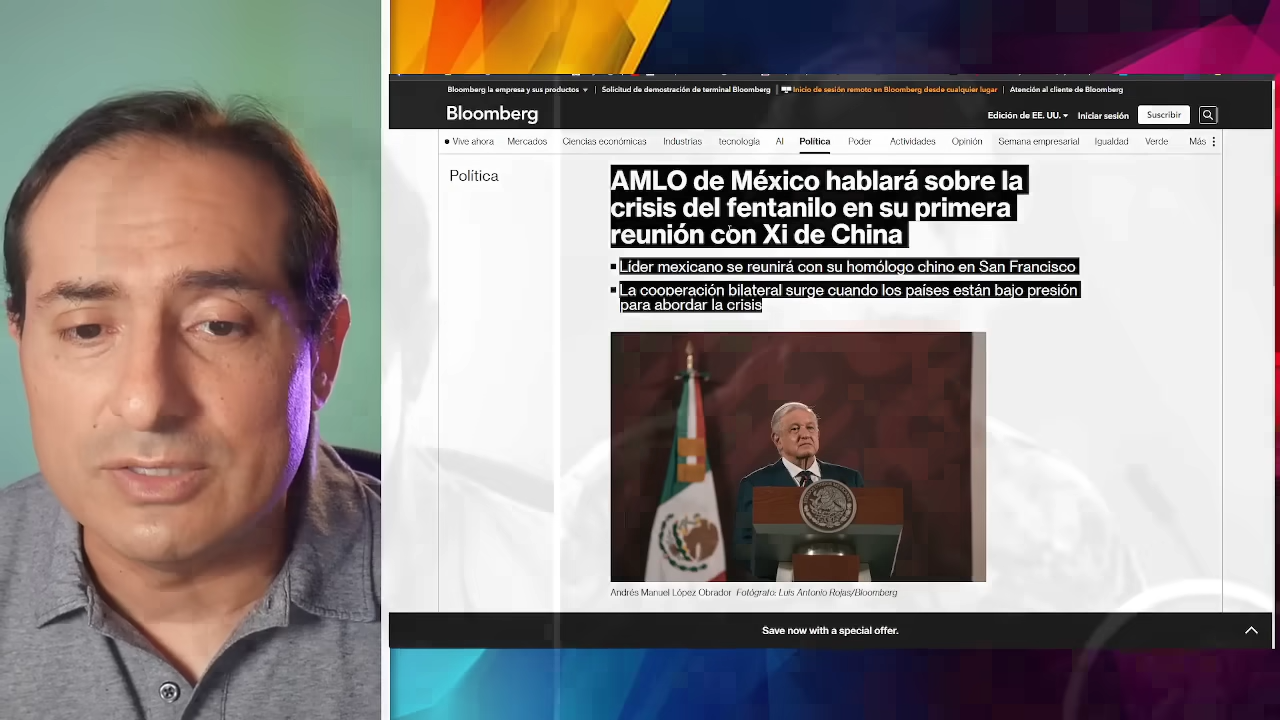 Bloomberg la empresa y sus productos
Solicitud de demostración de terminal Bloomberg
Inicio de sesión remoto en Bloomberg desde cualquier lugar
Atención al cliente de Bloomberg
Bloomberg
Edición de EE. UU.
Iniciar sesión
Suscribir
Vive ahora
Mercados
Ciencias económicas
Industrias
tecnología
AI
Política
Poder
Actividades
Opinión
Semana empresarial
Igualdad
Verde
Más
Política
AMLO de México hablará sobre la
crisis del fentanilo en su primera
reunión con Xi de China
Líder mexicano se reunirá con su homólogo chino en San Francisco
La cooperación bilateral surge cuando los países están bajo presión
para abordar la crisis
Andrés Manuel López Obrador Fotógrafo: Luis Antonio Rojas/Bloomberg
Save now with a special offer.